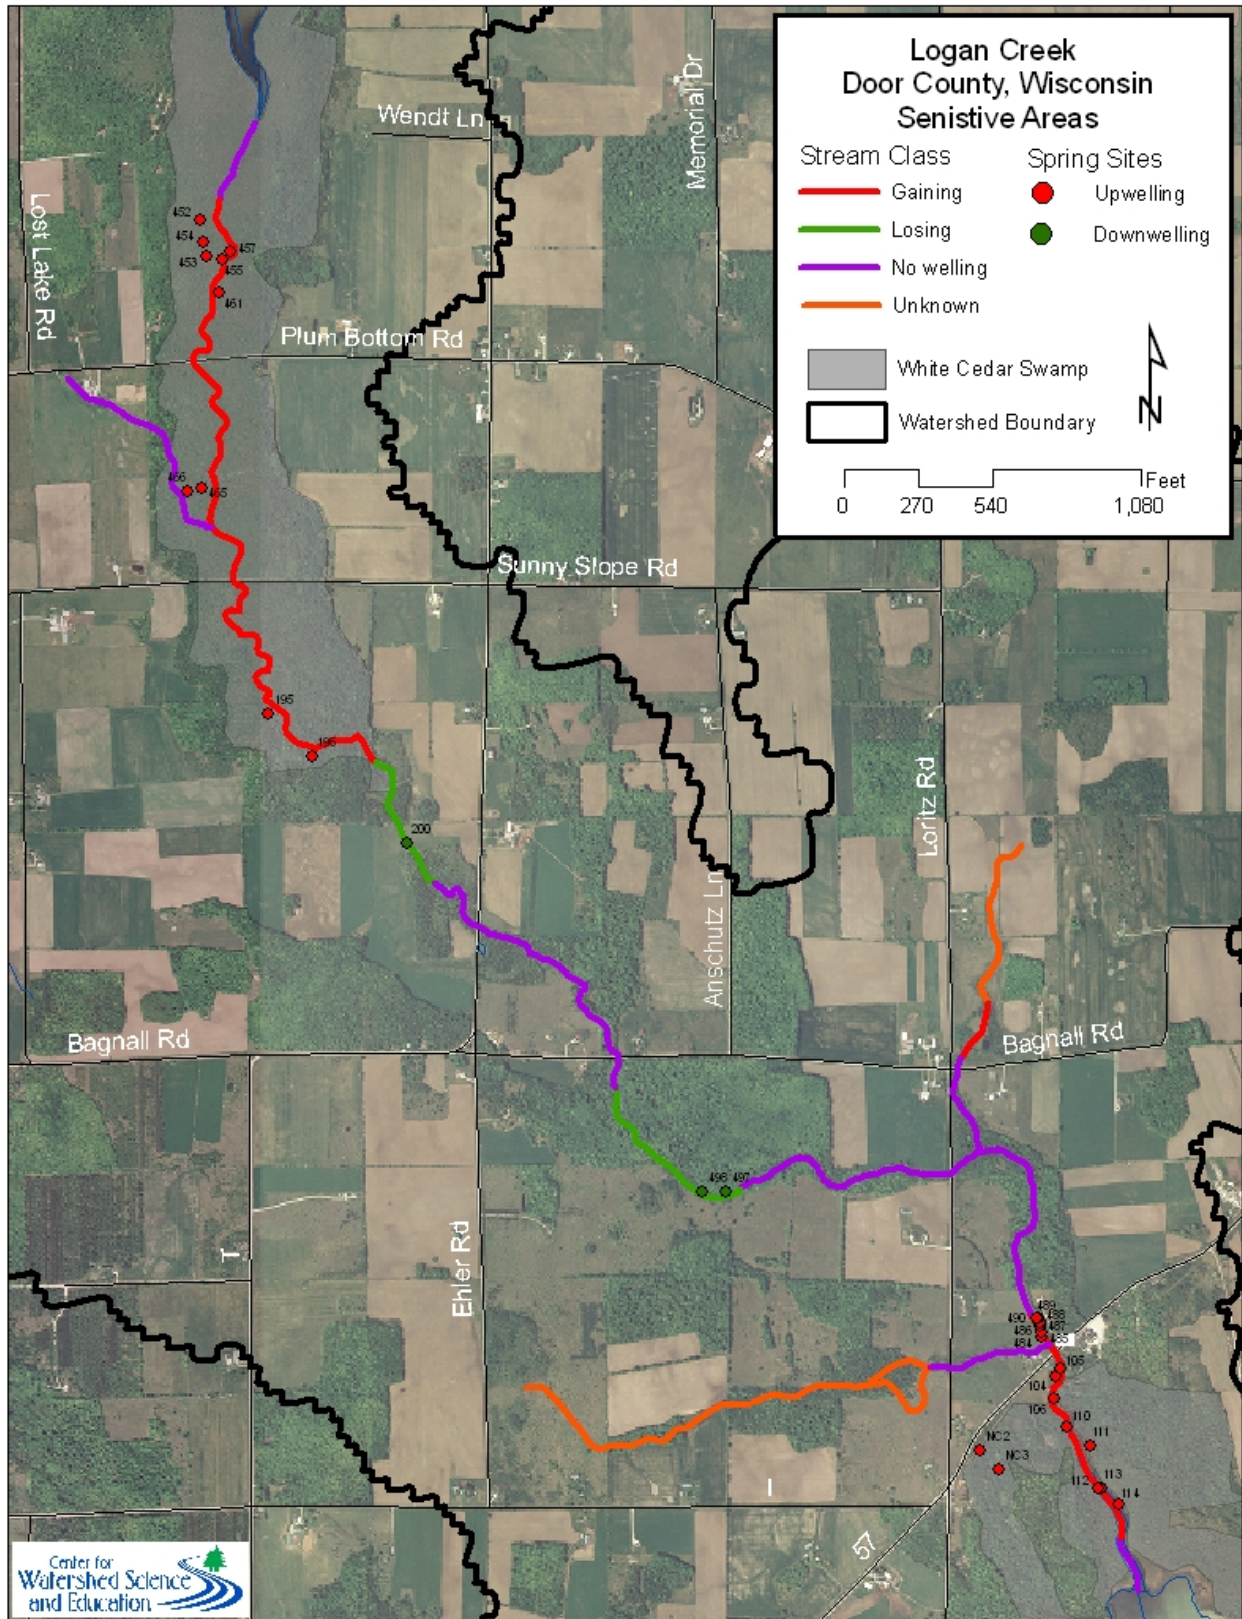 Logan Creek
Door County, Wisconsin
Senistive Areas
Stream Class
Gaining
Losing
No welling
Unknown
Spring Sites
Upwelling
Downwelling
White Cedar Swamp
Watershed Boundary
N
Feet
0 270 540 1,080
Wendt Ln
Memorial Dr
Lost Lake Rd
452
454
453
457
455
461
Plum Bottom Rd
466
465
Sunny Slope Rd
195
196
200
Loritz Rd
Anschutz Ln
Bagnall Rd
Bagnall Rd
496 497
T
Ehler Rd
489
490
488
487
486
485
484
105
104
106
110
111
NC2
NC3
112
113
114
I
57
Center for
Watershed Science
and Education